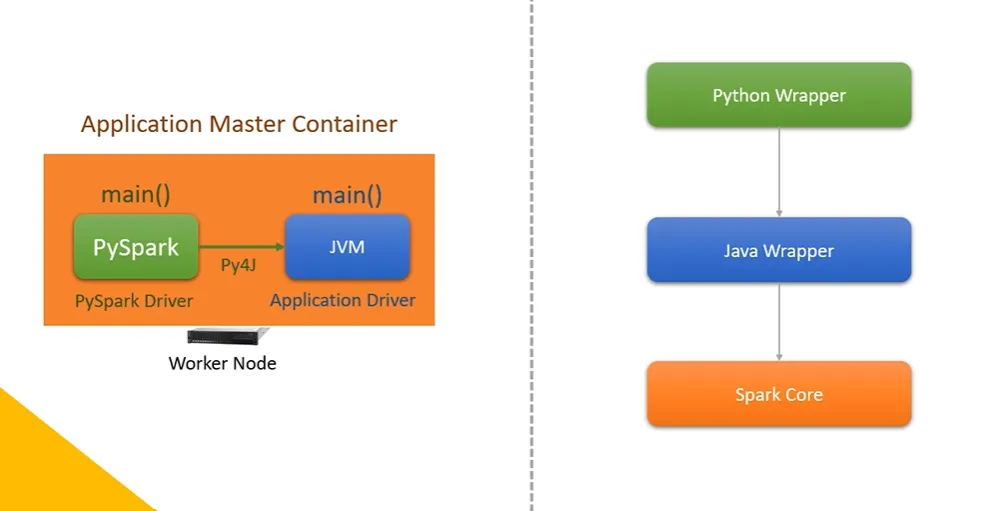 Application Master Container
main()
main()
PySpark
JVM
Py4J
PySpark Driver
Application Driver
Worker Node
Python Wrapper
Java Wrapper
Spark Core